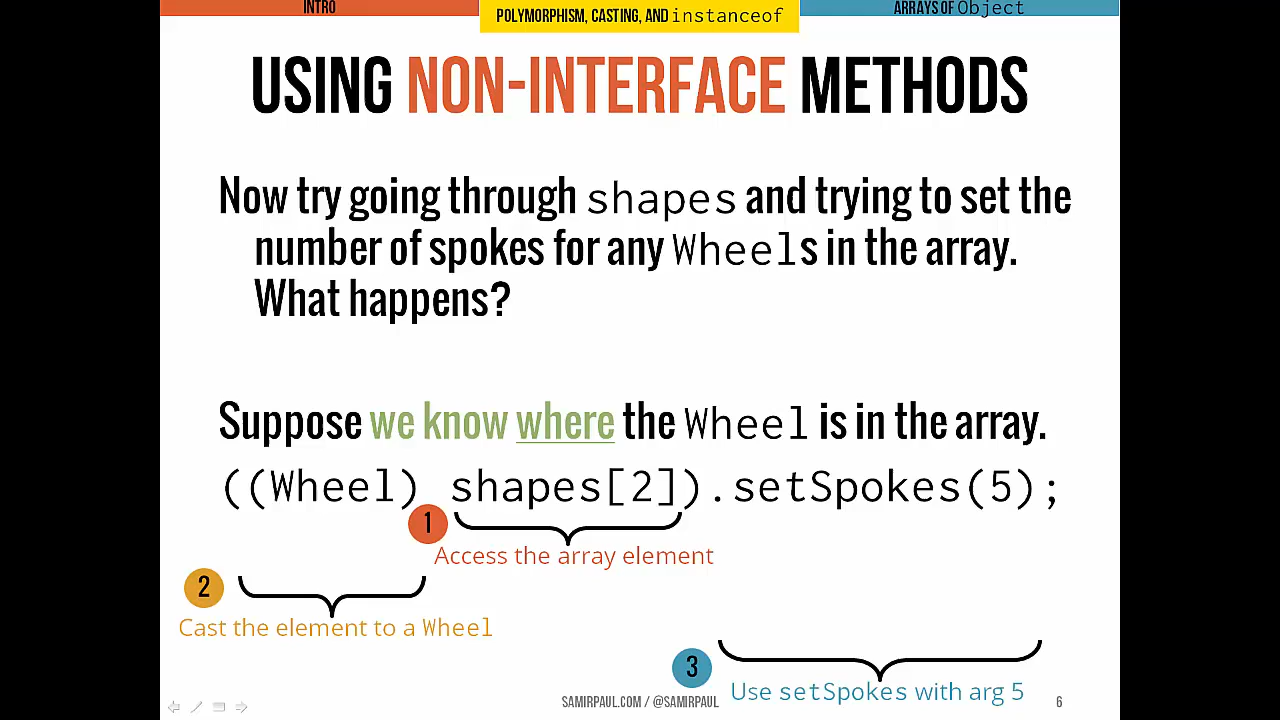 INTRO
POLYMORPHISM, CASTING, AND instanceof
ARRAYS OF Object
USING NON-INTERFACE METHODS
Now try going through shapes and trying to set the
number of spokes for any Wheels in the array.
What happens?
Suppose we know where the Wheel is in the array.
((Wheel) shapes[2]).setSpokes(5);
1
Access the array element
2
Cast the element to a Wheel
3
Use setSpokes with arg 5
SAMIRPAUL.COM / @SAMIRPAUL
6